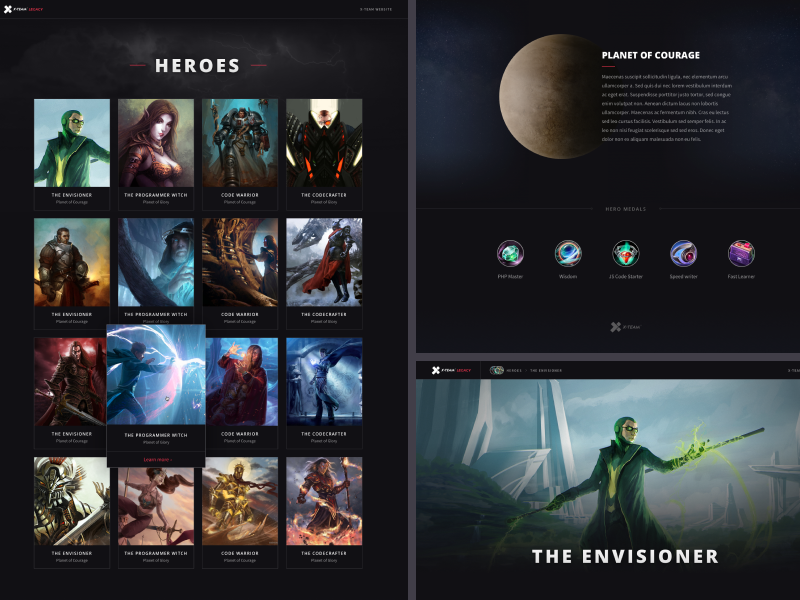 X-TEAM LEGACY
X-TEAM WEBSITE
HEROES
THE ENVISIONER
Planet of Courage
THE PROGRAMMER WITCH
Planet of Glory
CODE WARRIOR
Planet of Courage
THE CODECRAFTER
Planet of Glory
THE ENVISIONER
Planet of Courage
THE PROGRAMMER WITCH
Planet of Glory
CODE WARRIOR
Planet of Courage
THE CODECRAFTER
Planet of Glory
THE ENVISIONER
Planet of Courage
THE PROGRAMMER WITCH
Planet of Glory
Learn more ›
CODE WARRIOR
Planet of Courage
THE CODECRAFTER
Planet of Glory
THE ENVISIONER
Planet of Courage
THE PROGRAMMER WITCH
Planet of Glory
CODE WARRIOR
Planet of Courage
THE CODECRAFTER
Planet of Glory
PLANET OF COURAGE
Maecenas suscipit sollicitudin ligula, nec elementum arcu
ullamcorper a. Sed quis dui nec lorem vestibulum interdum
ac eget erat. Suspendisse porttitor justo tortor, sed congue
enim volutpat non. Aenean dictum lacus non lobortis
ullamcorper. Maecenas ac fermentum nibh. Cras eu lectus
sed leo cursus facilisis. Vestibulum sed semper felis. In ac
leo non nisi feugiat scelerisque sed sed eros. Donec eget
dolor non ex aliquam malesuada non eu felis.
HERO MEDALS
PHP Master
Wisdom
JS Code Starter
Speed writer
Fast Learner
X-TEAM
X-TEAM LEGACY
HEROES
THE ENVISIONER
X-TEA
THE ENVISIONER